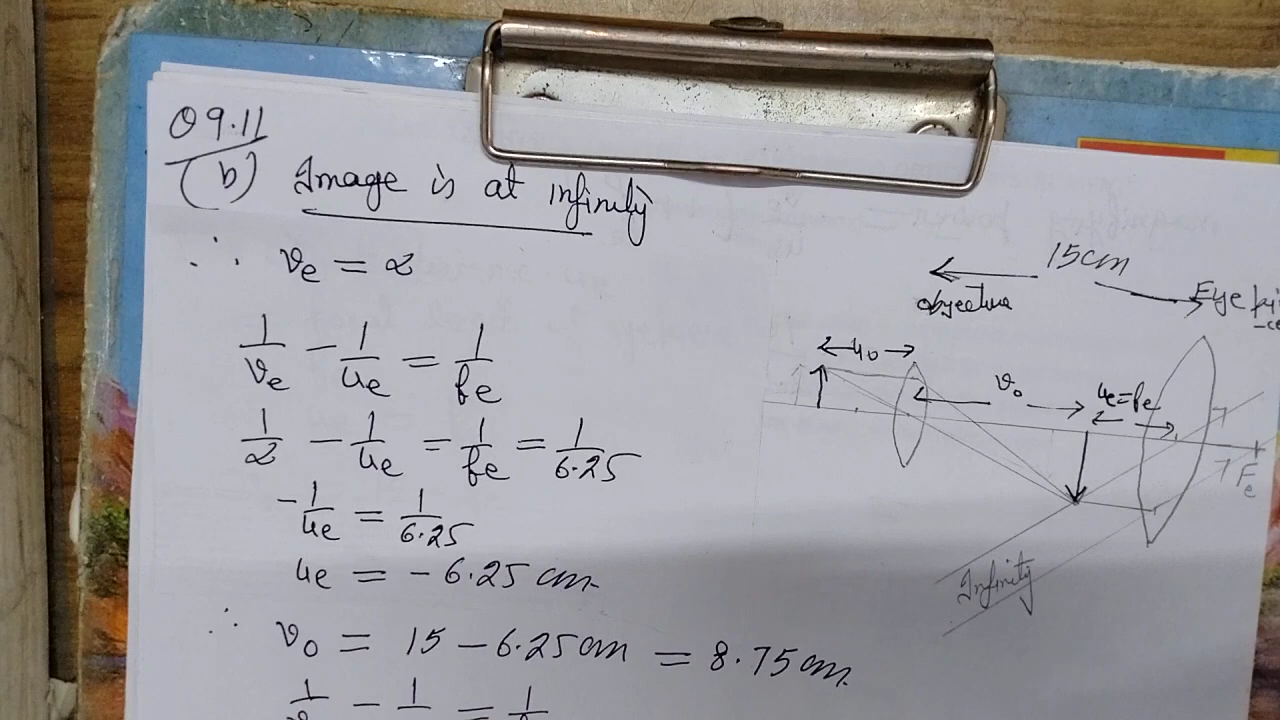 Q9.11
(b) Image is at infinity
∴ ve = ∝
1/ve − 1/ue = 1/fe
1/∝ − 1/ue = 1/fe = 1/6.25
−1/ue = 1/6.25
ue = −6.25 cm
∴ vo = 15 − 6.25 cm = 8.75 cm
15cm
objective
Eye
uo
vo
ue=fe
Fe
Infinity